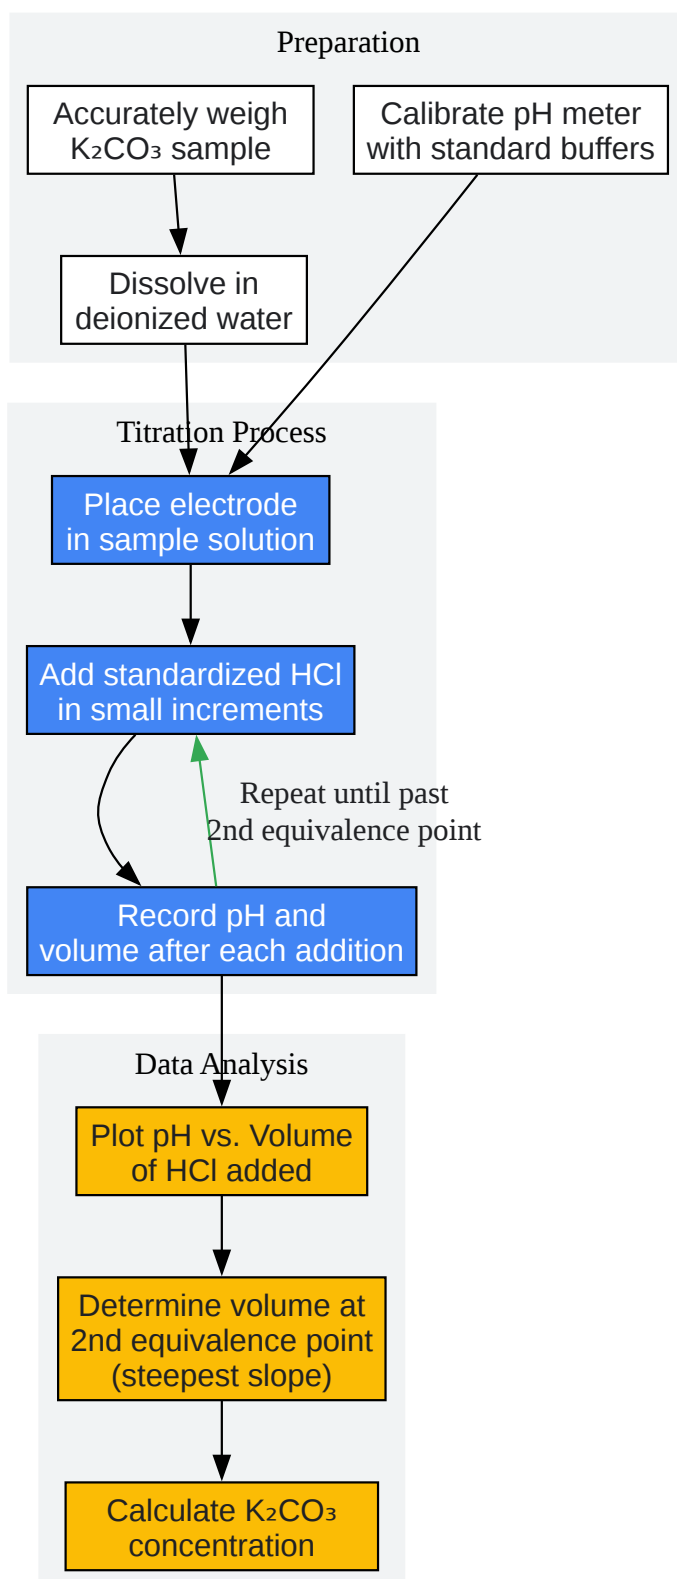 Preparation
Accurately weigh
K₂CO₃ sample
Calibrate pH meter
with standard buffers
Dissolve in
deionized water
Titration Process
Place electrode
in sample solution
Add standardized HCl
in small increments
Repeat until past
2nd equivalence point
Record pH and
volume after each addition
Data Analysis
Plot pH vs. Volume
of HCl added
Determine volume at
2nd equivalence point
(steepest slope)
Calculate K₂CO₃
concentration